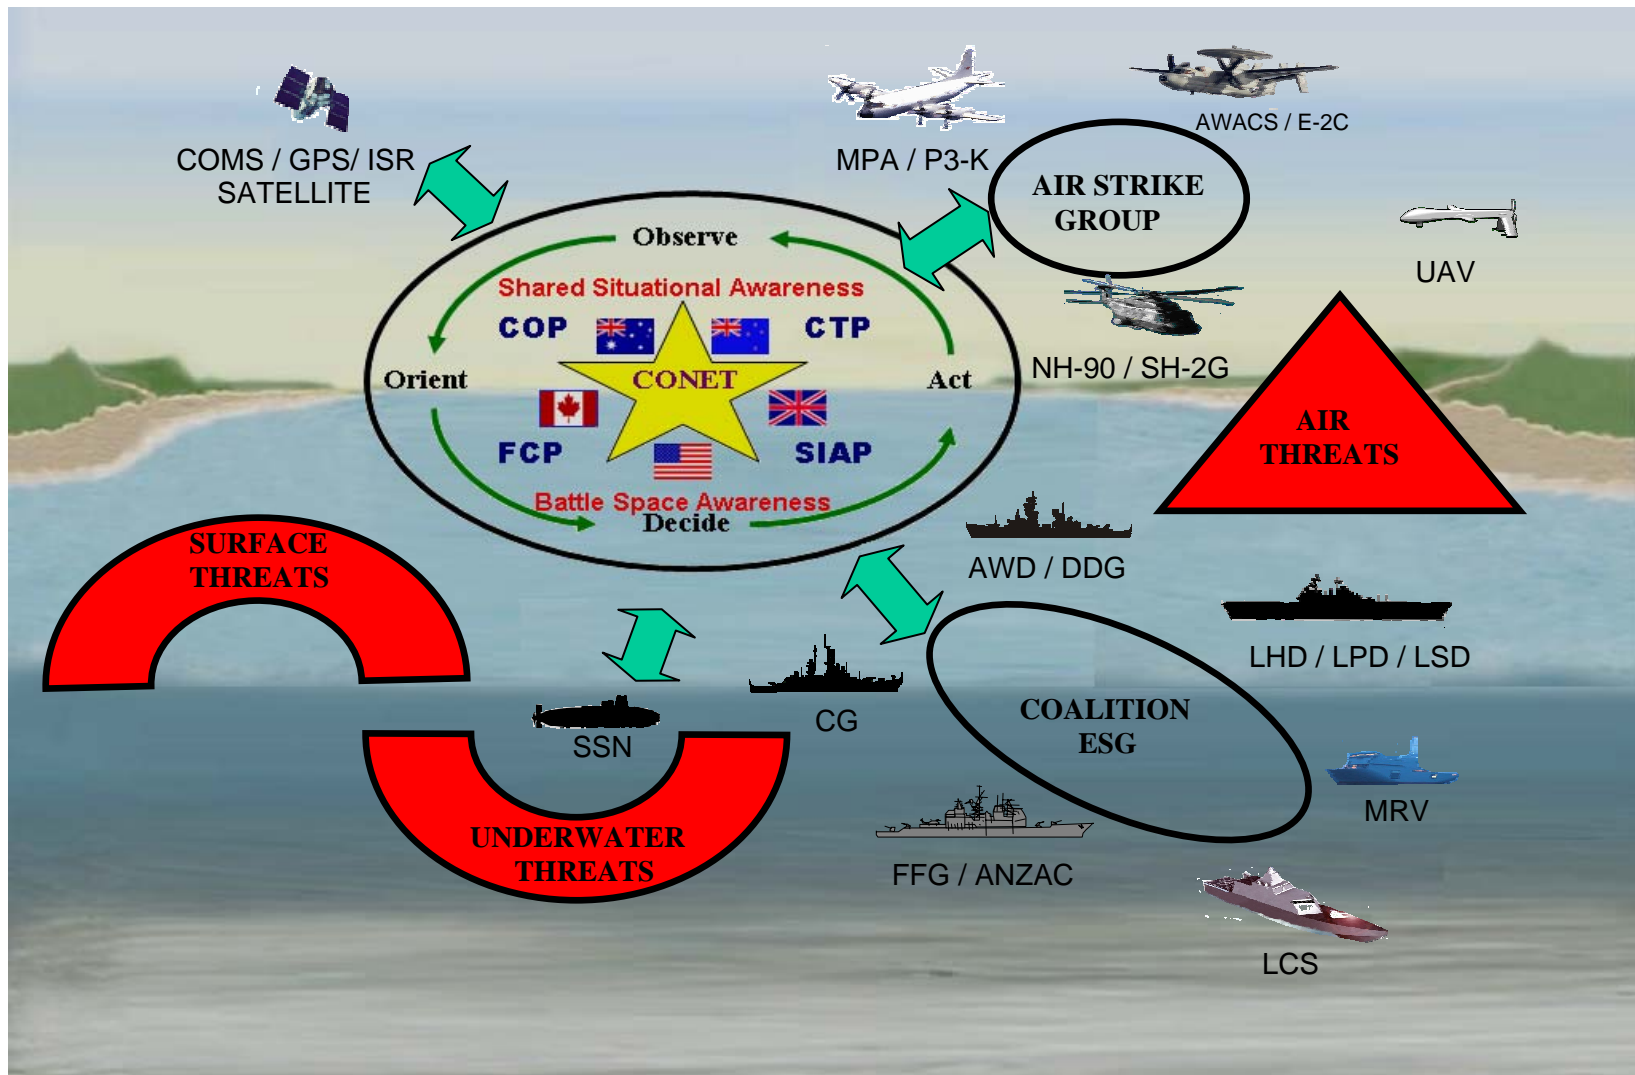 COMS / GPS/ ISR
SATELLITE
MPA / P3-K
AWACS / E-2C
AIR STRIKE
GROUP
UAV
NH-90 / SH-2G
Observe
Shared Situational Awareness
COP
CTP
Orient
CONET
Act
FCP
SIAP
Battle Space Awareness
Decide
AIR
THREATS
SURFACE
THREATS
AWD / DDG
LHD / LPD / LSD
SSN
CG
COALITION
ESG
MRV
UNDERWATER
THREATS
FFG / ANZAC
LCS